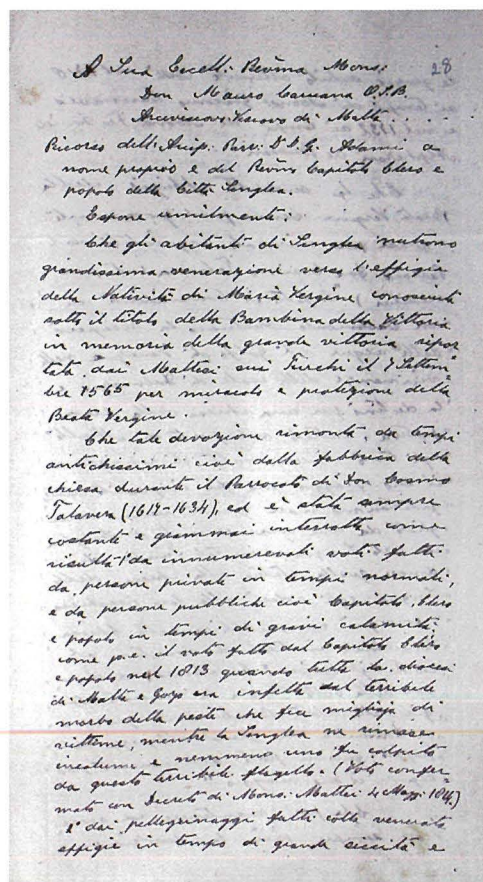 A Sua Eccell: Revma Mons: 28
Don Mauro Caruana O.S.B.
Arcivescovo Vescovo di Malta . . . .
Ricorso dell'Arcip: Parr: D. G. Adami a
nome proprio e del Revmo Capitolo Clero e
popolo della Città Senglea.
Espone umilmente:
Che gli abitanti di Senglea nutrono
grandissima venerazione verso l'effigie
della Natività di Maria Vergine conosciuta
sotto il titolo della Bambina della Vittoria
in memoria della grande vittoria ripor
tata dai Maltesi sui Turchi il 7 Settem
bre 1565 per miracolo e protezione della
Beata Vergine.
Che tale devozione rimonta da tempi
antichissimi cioè dalla fabbrica della
chiesa durante il Parrocato di Don Cosmo
Talavera (1614-1634), ed è stata sempre
costante e giammai interrotta come
risulta da innumerevoli voti fatti
da persone private in tempi normali,
e da persone pubbliche cioè Capitolo, Clero
e popolo in tempi di gravi calamità
come p.e. il voto fatto dal Capitolo Clero
e popolo nel 1813 quando tutta la diocesi
di Malta e Gozo era infetta dal terribile
morbo della peste che fece migliaja di
vittime, mentre la Senglea ne rimase
incolume e nemmeno uno fu colpito
da questo terribile flagello. (Voto confer
mato con Decreto di Mons: Mattei 4 Magg: 1814)
e dai pellegrinaggi fatti colla venerata
effigie in tempo di grande siccità e